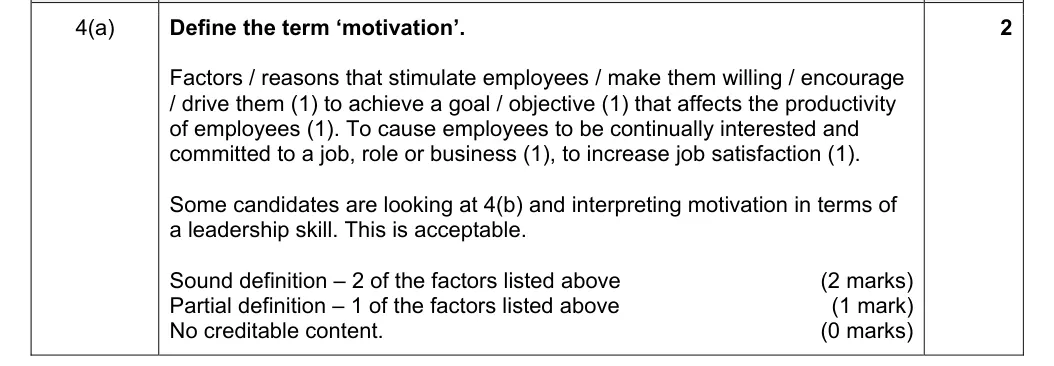 4(a) Define the term ‘motivation’. 2
Factors / reasons that stimulate employees / make them willing / encourage
/ drive them (1) to achieve a goal / objective (1) that affects the productivity
of employees (1). To cause employees to be continually interested and
committed to a job, role or business (1), to increase job satisfaction (1).
Some candidates are looking at 4(b) and interpreting motivation in terms of
a leadership skill. This is acceptable.
Sound definition – 2 of the factors listed above (2 marks)
Partial definition – 1 of the factors listed above (1 mark)
No creditable content. (0 marks)